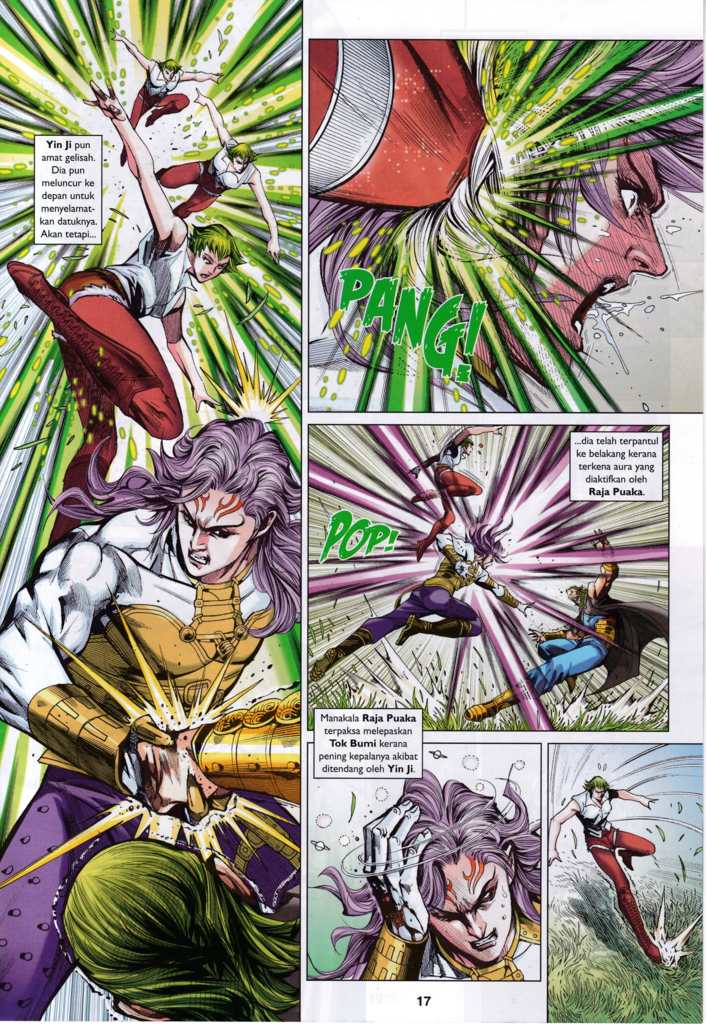 Yin Ji pun
amat gelisah.
Dia pun
meluncur ke
depan untuk
menyelamat-
kan datuknya.
Akan tetapi...
PANG!
...dia telah terpantul
ke belakang kerana
terkena aura yang
diaktifkan oleh
Raja Puaka.
POP!
Manakala Raja Puaka
terpaksa melepaskan
Tok Bumi kerana
pening kepalanya akibat
ditendang oleh Yin Ji.
17